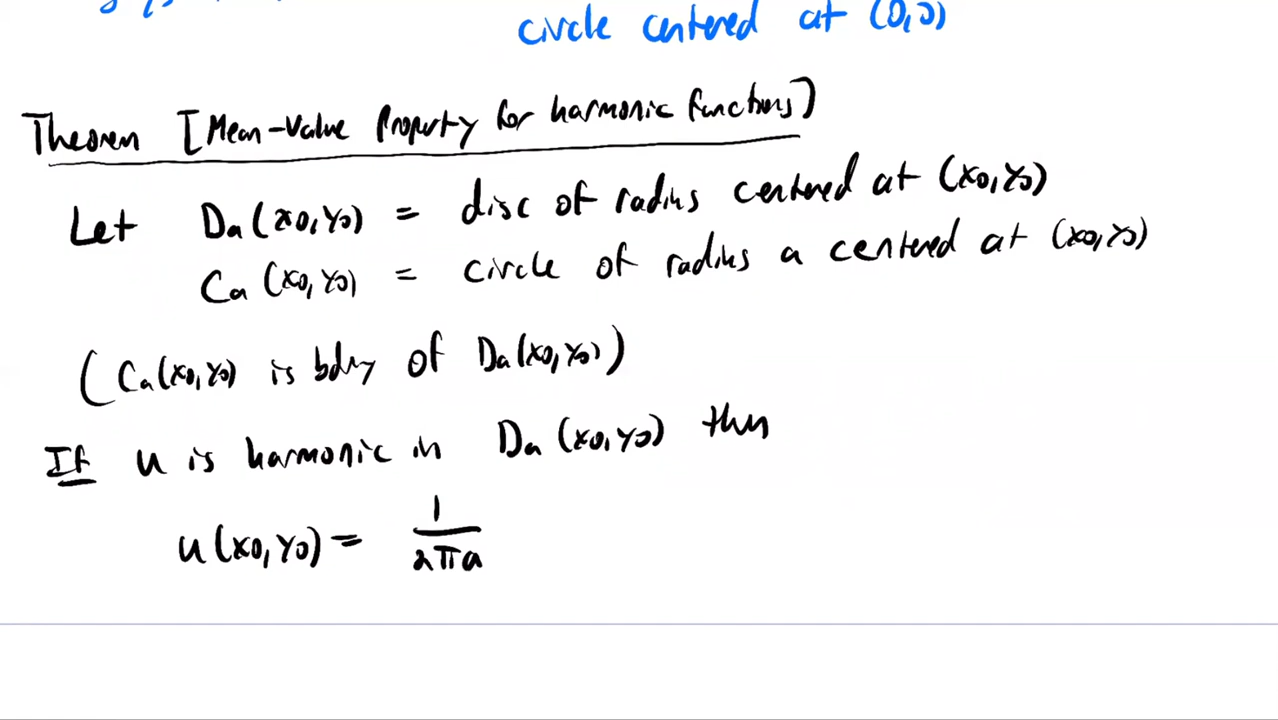 circle centered at (0,0)
Theorem [Mean-Value Property for harmonic functions]
Let Da(x0,y0) = disc of radius centered at (x0,y0)
Ca(x0,y0) = circle of radius a centered at (x0,y0)
(Ca(x0,y0) is bdry of Da(x0,y0))
If u is harmonic in Da(x0,y0) then
u(x0,y0) = 1/2πa